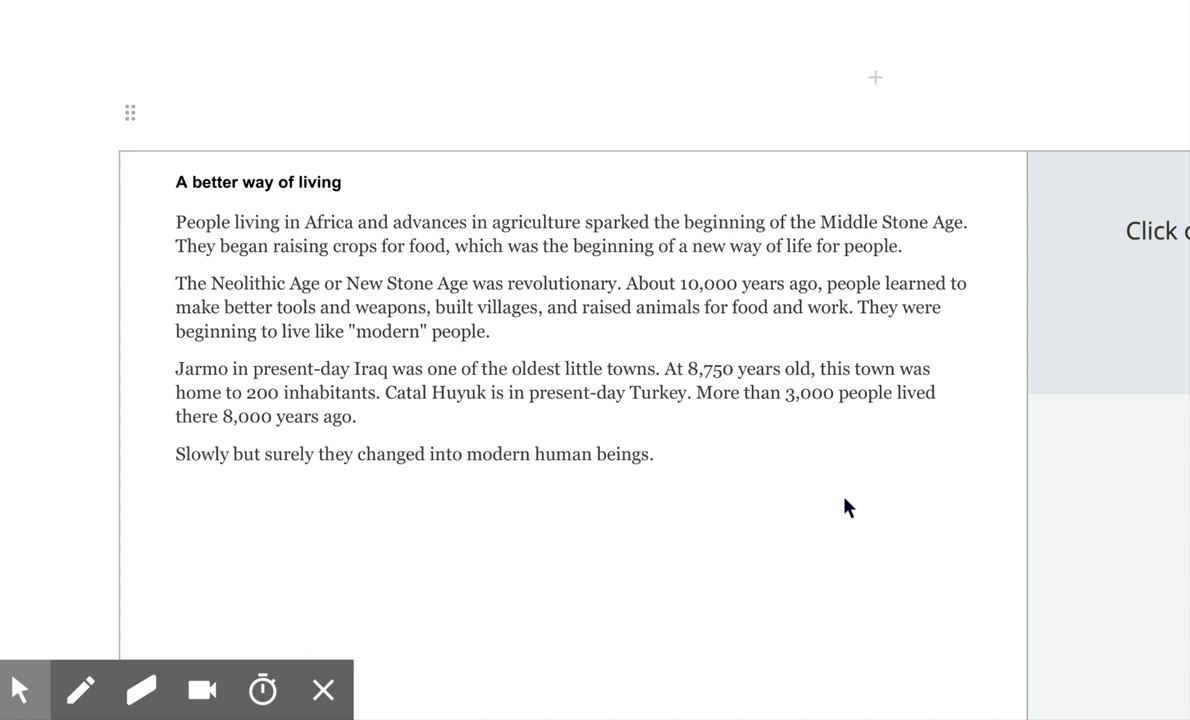 A better way of living
People living in Africa and advances in agriculture sparked the beginning of the Middle Stone Age.
They began raising crops for food, which was the beginning of a new way of life for people.
The Neolithic Age or New Stone Age was revolutionary. About 10,000 years ago, people learned to
make better tools and weapons, built villages, and raised animals for food and work. They were
beginning to live like "modern" people.
Jarmo in present-day Iraq was one of the oldest little towns. At 8,750 years old, this town was
home to 200 inhabitants. Catal Huyuk is in present-day Turkey. More than 3,000 people lived
there 8,000 years ago.
Slowly but surely they changed into modern human beings.
Click